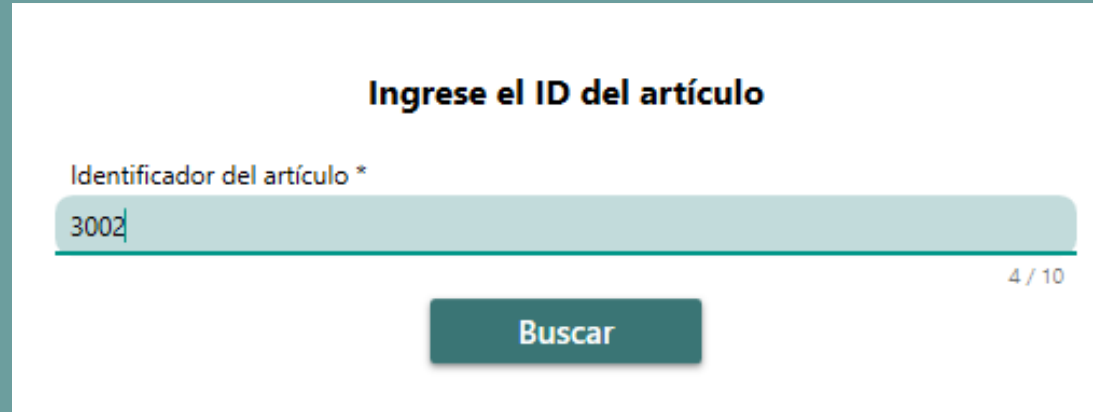 Ingrese el ID del artículo
Identificador del artículo *
3002
4 / 10
Buscar